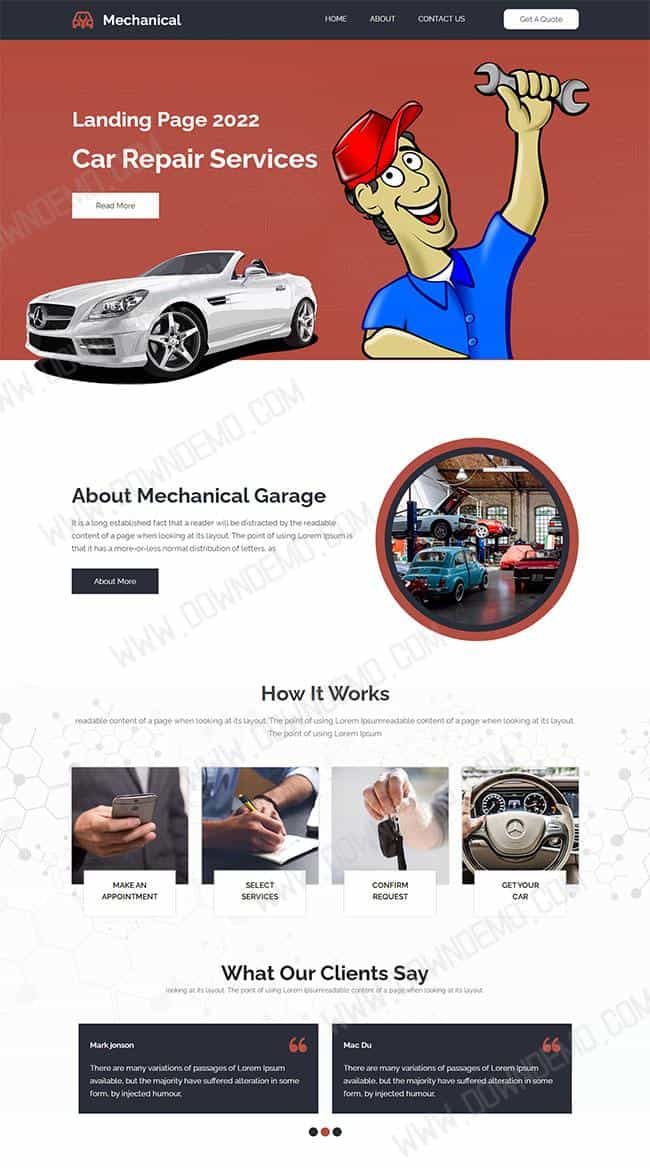 Mechanical
HOME ABOUT CONTACT US Get A Quote
Landing Page 2022
Car Repair Services
Read More
About Mechanical Garage
It is a long established fact that a reader will be distracted by the readable
content of a page when looking at its layout. The point of using Lorem Ipsum is
that it has a more-or-less normal distribution of letters, as
About More
How It Works
readable content of a page when looking at its layout. The point of using Lorem Ipsumreadable content of a page when looking at its layout.
The point of using Lorem Ipsum
MAKE AN
APPOINTMENT
SELECT
SERVICES
CONFIRM
REQUEST
GET YOUR
CAR
What Our Clients Say
looking at its layout. The point of using Lorem Ipsumreadable content of a page when looking at its layout.
Mark jonson
There are many variations of passages of Lorem Ipsum
available, but the majority have suffered alteration in some
form, by injected humour,
Mac Du
There are many variations of passages of Lorem Ipsum
available, but the majority have suffered alteration in some
form, by injected humour,
WWW.DOWNDEMO.COM